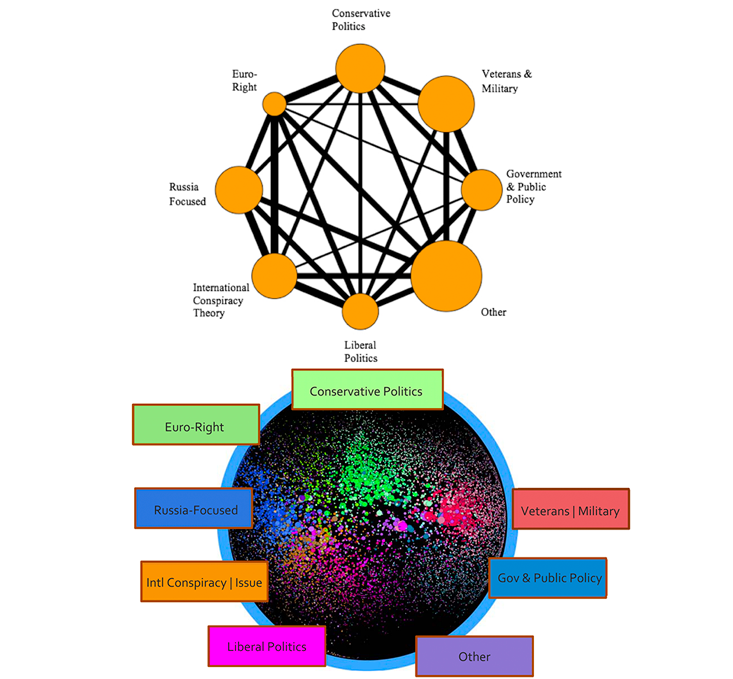 Conservative
Politics
Euro-
Right
Veterans &
Military
Russia
Focused
Government
& Public
Policy
International
Conspiracy
Theory
Other
Liberal
Politics
Conservative Politics
Euro-Right
Russia-Focused
Veterans | Military
Intl Conspiracy | Issue
Gov & Public Policy
Liberal Politics
Other